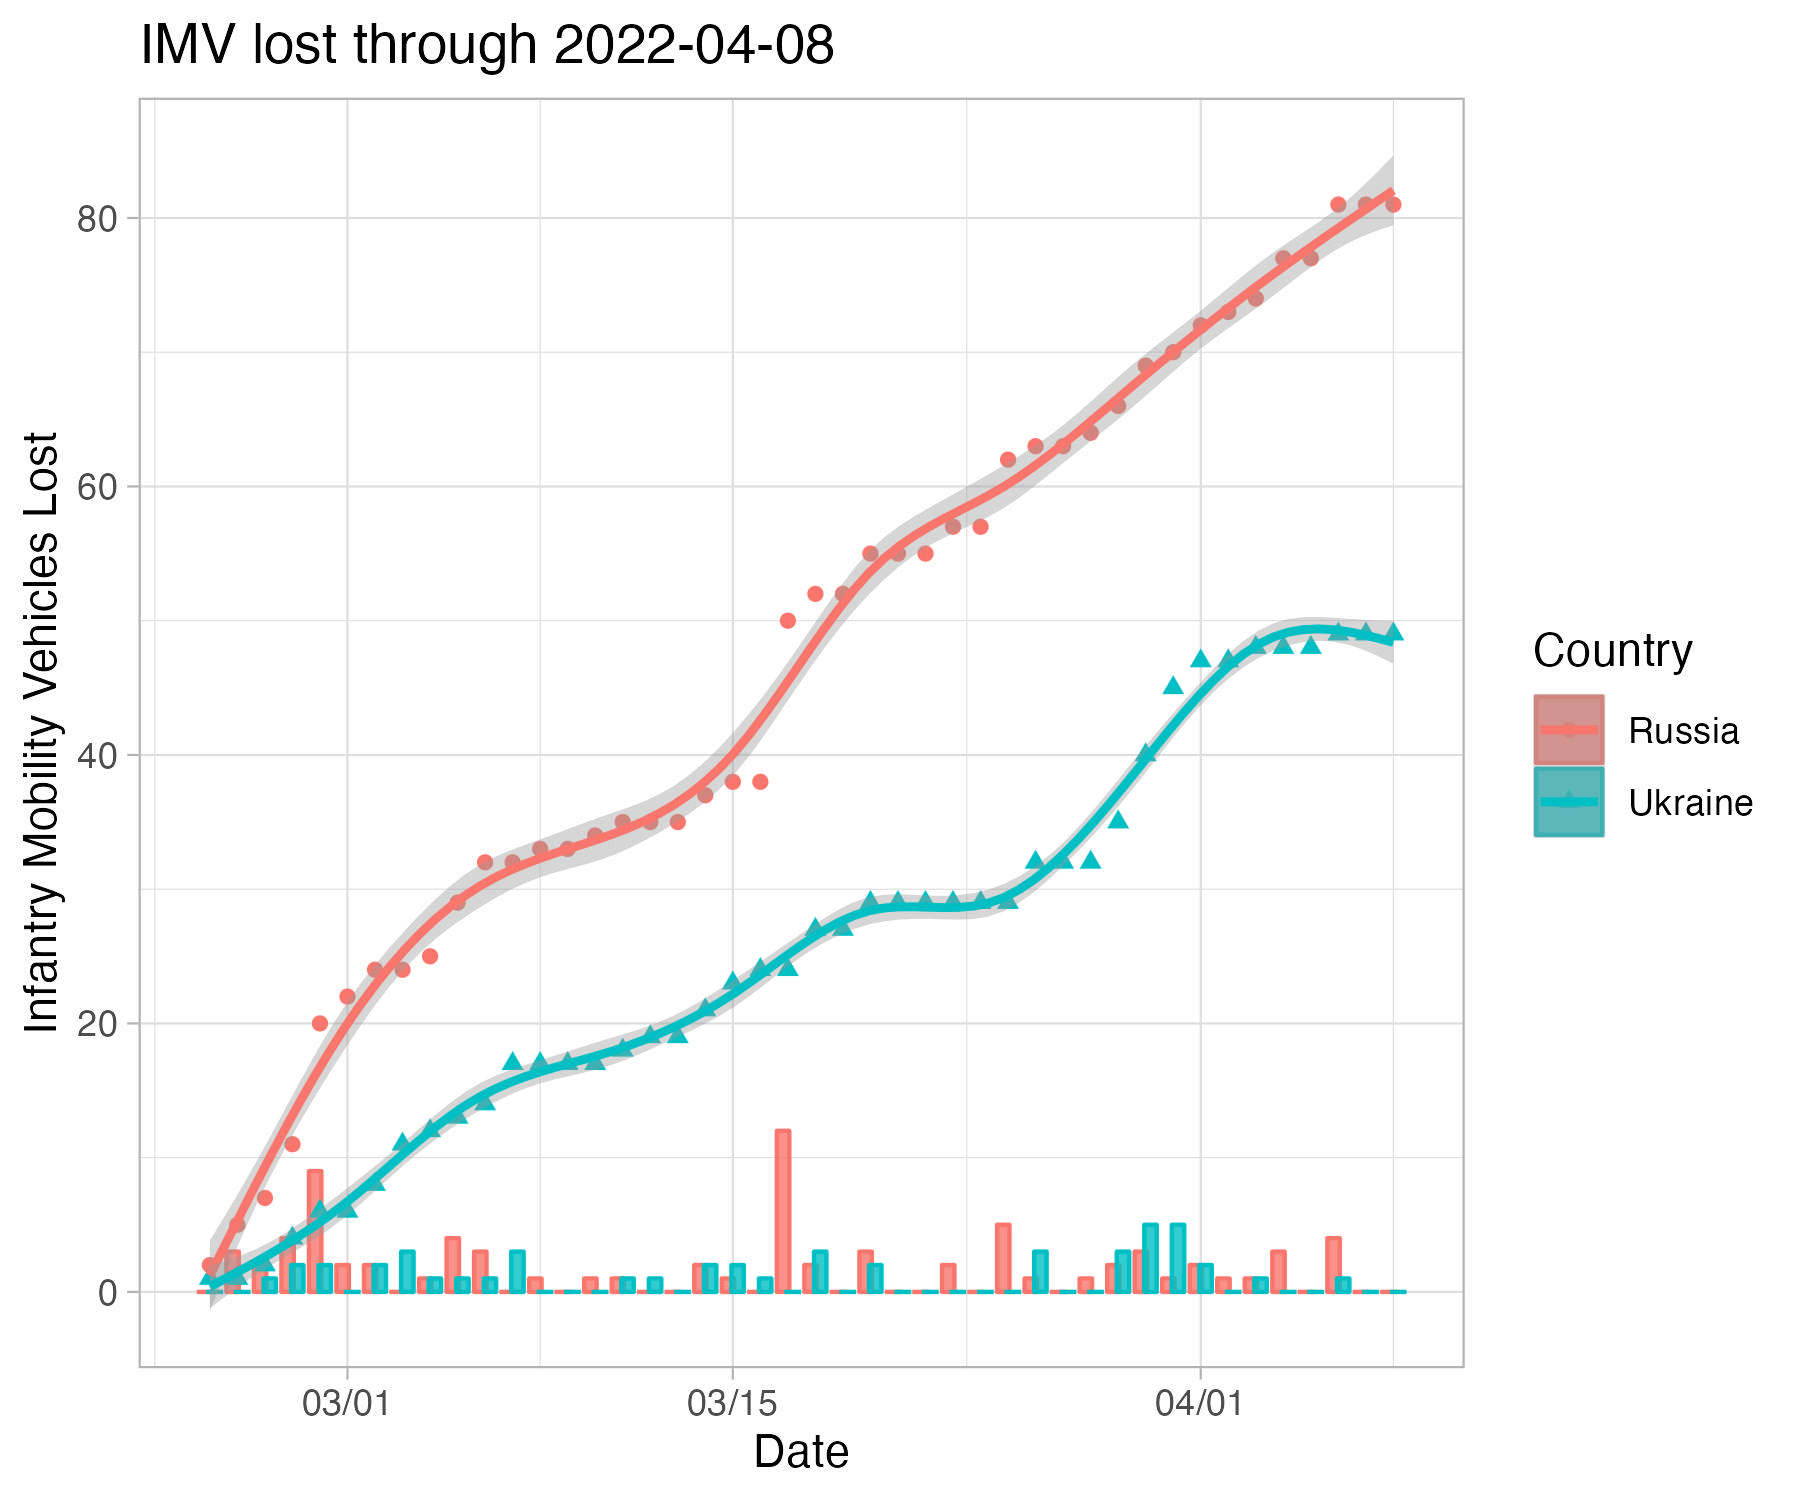 IMV lost through 2022-04-08
Infantry Mobility Vehicles Lost
80
60
40
20
0
03/01
03/15
04/01
Date
Country
Russia
Ukraine